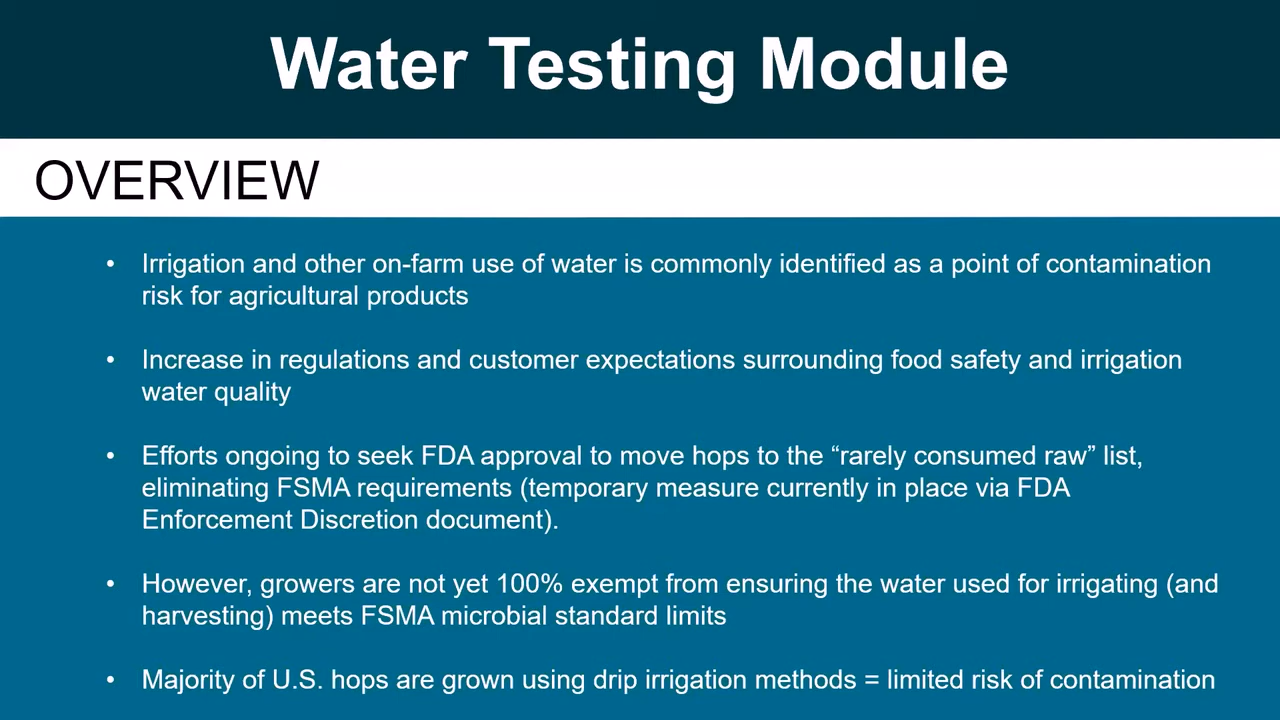 Water Testing Module
OVERVIEW
• Irrigation and other on-farm use of water is commonly identified as a point of contamination
risk for agricultural products
• Increase in regulations and customer expectations surrounding food safety and irrigation
water quality
• Efforts ongoing to seek FDA approval to move hops to the “rarely consumed raw” list,
eliminating FSMA requirements (temporary measure currently in place via FDA
Enforcement Discretion document).
• However, growers are not yet 100% exempt from ensuring the water used for irrigating (and
harvesting) meets FSMA microbial standard limits
• Majority of U.S. hops are grown using drip irrigation methods = limited risk of contamination